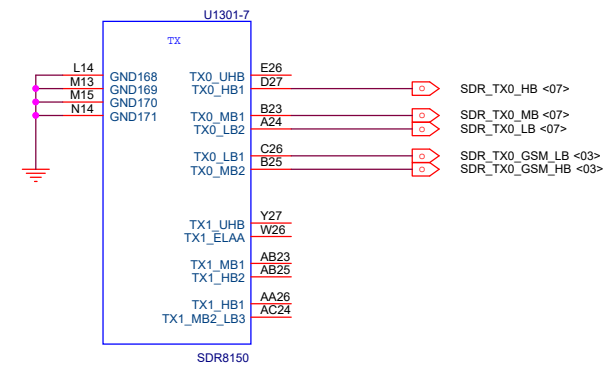 U1301-7
TX
L14 GND168 TX0_UHB E26
M13 GND169 TX0_HB1 D27 SDR_TX0_HB <07>
M15 GND170 TX0_MB1 B23 SDR_TX0_MB <07>
N14 GND171 TX0_LB2 A24 SDR_TX0_LB <07>
TX0_LB1 C26 SDR_TX0_GSM_LB <03>
TX0_MB2 B25 SDR_TX0_GSM_HB <03>
TX1_UHB Y27
TX1_ELAA W26
TX1_MB1 AB23
TX1_HB2 AB25
TX1_HB1 AA26
TX1_MB2_LB3 AC24
SDR8150